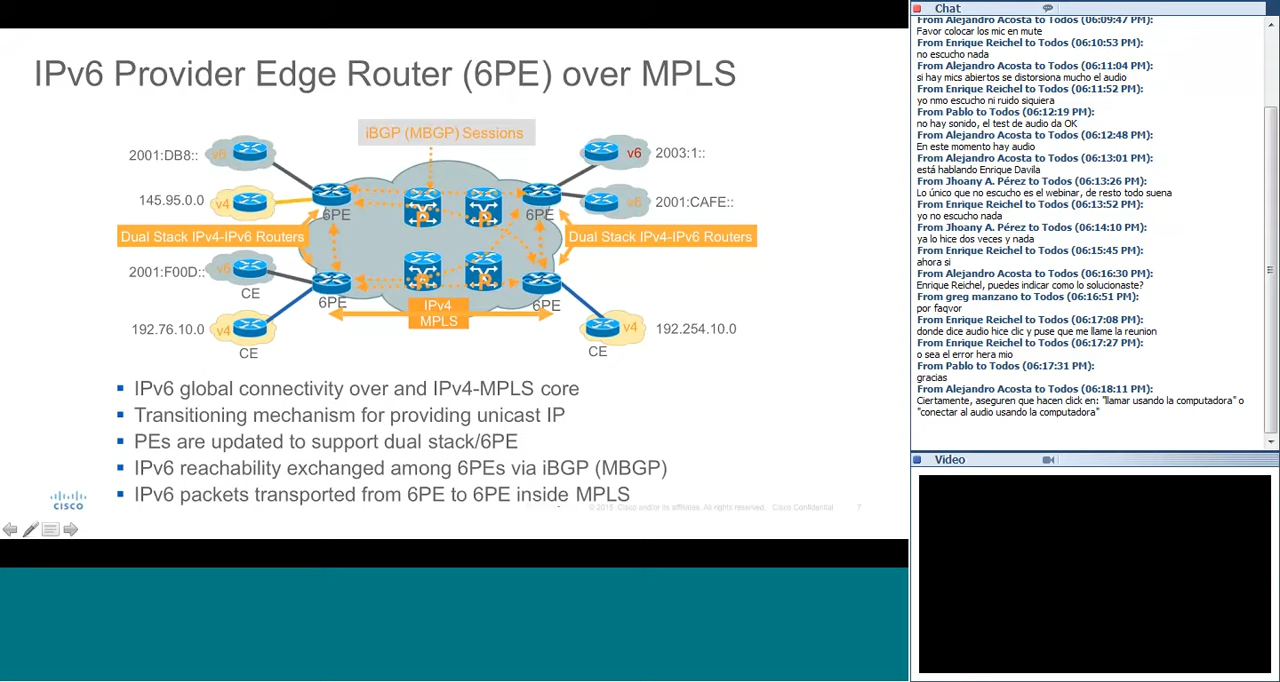 IPv6 Provider Edge Router (6PE) over MPLS
iBGP (MBGP) Sessions
2001:DB8::
v6
v6
2003:1::
145.95.0.0
v4
6PE
P
P
6PE
v6
2001:CAFE::
Dual Stack IPv4-IPv6 Routers
Dual Stack IPv4-IPv6 Routers
2001:F00D::
v6
CE
6PE
P
P
6PE
IPv4
MPLS
192.76.10.0
v4
CE
v4
192.254.10.0
CE
IPv6 global connectivity over and IPv4-MPLS core
Transitioning mechanism for providing unicast IP
PEs are updated to support dual stack/6PE
IPv6 reachability exchanged among 6PEs via iBGP (MBGP)
IPv6 packets transported from 6PE to 6PE inside MPLS
CISCO
© 2015 Cisco and/or its affiliates. All rights reserved. Cisco Confidential
7
Chat
From Alejandro Acosta to Todos (06:09:47 PM):
Favor colocar los mic en mute
From Enrique Reichel to Todos (06:10:53 PM):
no escucho nada
From Alejandro Acosta to Todos (06:11:04 PM):
si hay mics abiertos se distorsiona mucho el audio
From Enrique Reichel to Todos (06:11:52 PM):
yo nmo escucho ni ruido siquiera
From Pablo to Todos (06:12:19 PM):
no hay sonido, el test de audio da OK
From Alejandro Acosta to Todos (06:12:48 PM):
En este momento hay audio
From Alejandro Acosta to Todos (06:13:01 PM):
está hablando Enrique Davila
From Jhoany A. Pérez to Todos (06:13:26 PM):
Lo único que no escucho es el webinar, de resto todo suena
From Enrique Reichel to Todos (06:13:52 PM):
yo no escucho nada
From Jhoany A. Pérez to Todos (06:14:10 PM):
ya lo hice dos veces y nada
From Enrique Reichel to Todos (06:15:45 PM):
ahora si
From Alejandro Acosta to Todos (06:16:30 PM):
Enrique Reichel, puedes indicar como lo solucionaste?
From greg manzano to Todos (06:16:51 PM):
por faqvor
From Enrique Reichel to Todos (06:17:08 PM):
donde dice audio hice clic y puse que me llame la reunion
From Enrique Reichel to Todos (06:17:27 PM):
o sea el error hera mio
From Pablo to Todos (06:17:31 PM):
gracias
From Alejandro Acosta to Todos (06:18:11 PM):
Ciertamente, aseguren que hacen click en: "llamar usando la computadora" o
"conectar al audio usando la computadora"
Video